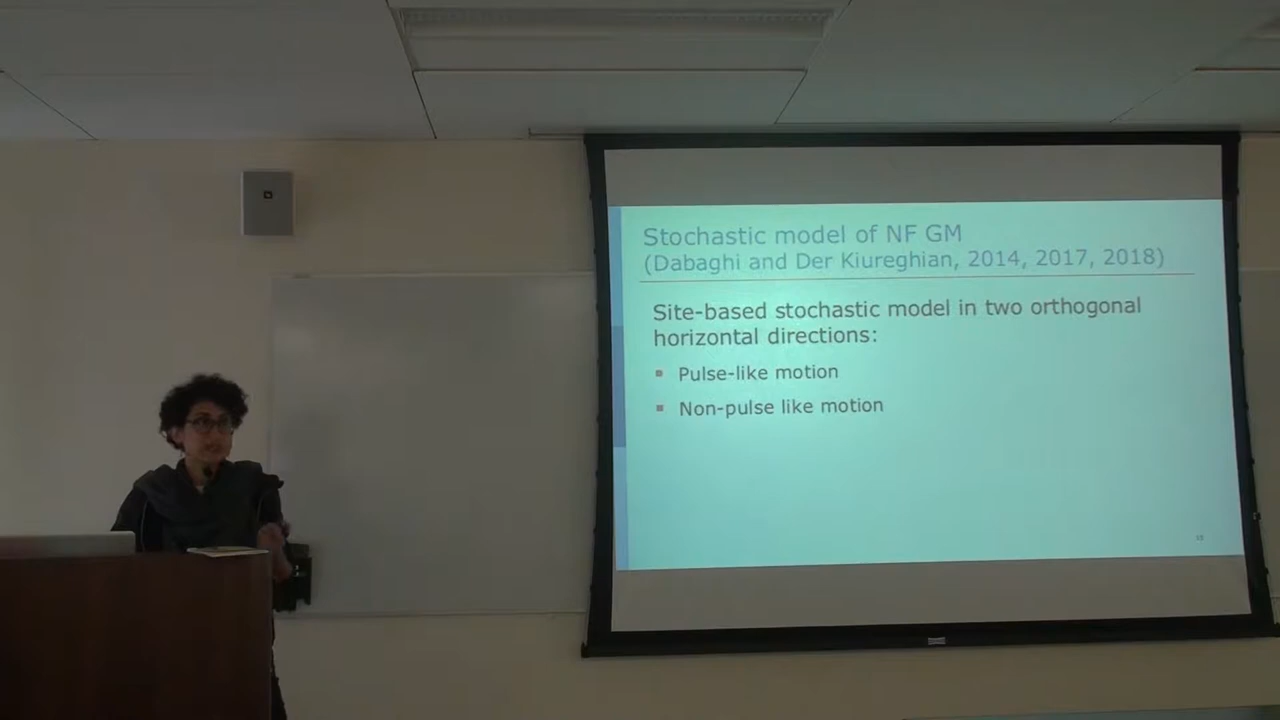 Stochastic model of NF GM
(Dabaghi and Der Kiureghian, 2014, 2017, 2018)
Site-based stochastic model in two orthogonal
horizontal directions:
Pulse-like motion
Non-pulse like motion